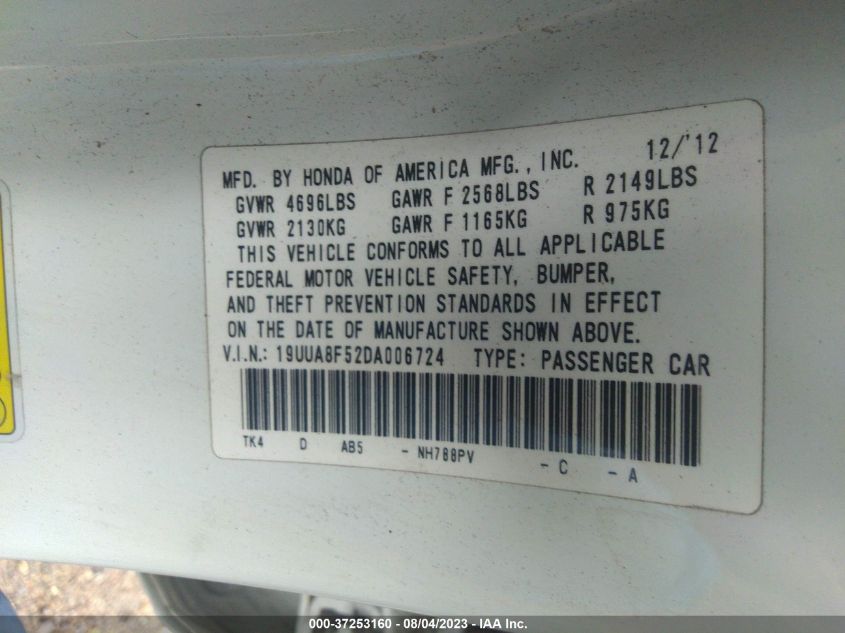 12/'12
MFD. BY HONDA OF AMERICA MFG., INC.
GVWR 4696LBS GAWR F 2568LBS R 2149LBS
GVWR 2130KG GAWR F 1165KG R 975KG
THIS VEHICLE CONFORMS TO ALL APPLICABLE
FEDERAL MOTOR VEHICLE SAFETY, BUMPER,
AND THEFT PREVENTION STANDARDS IN EFFECT
ON THE DATE OF MANUFACTURE SHOWN ABOVE.
V.I.N.: 19UUA8F52DA006724 TYPE: PASSENGER CAR
TK4 D AB5 - NH788PV - C - A
000-37253160 - 08/04/2023 - IAA Inc.